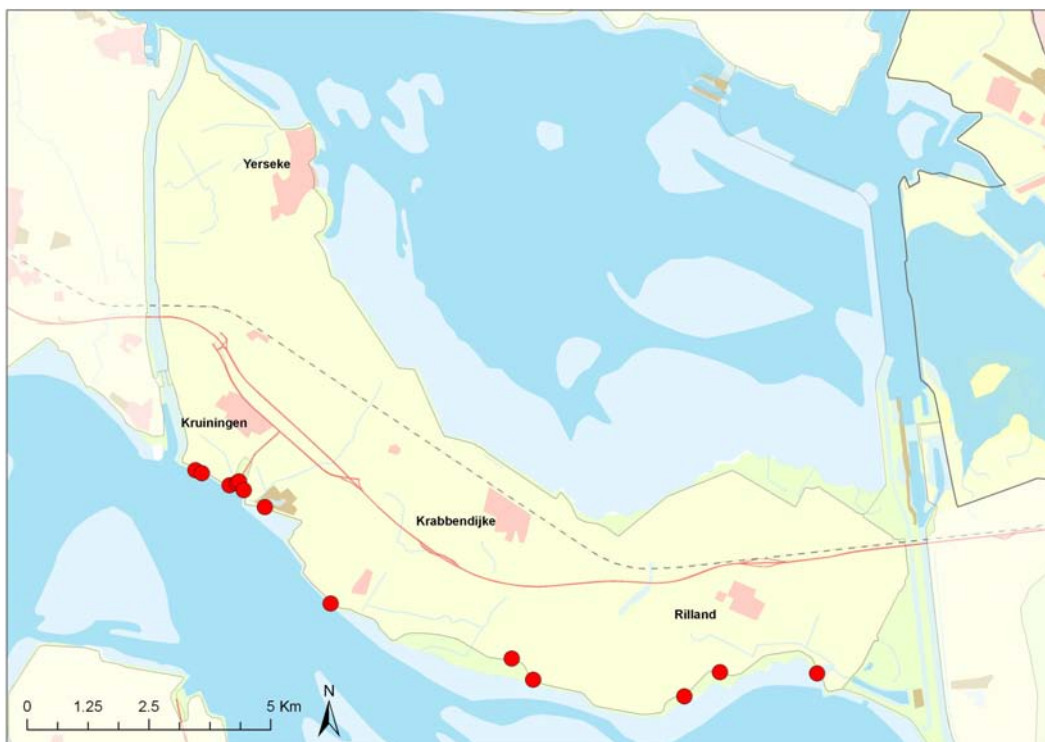 Yerseke
Kruiningen
Krabbendijke
Rilland
N
0 1.25 2.5 5 Km